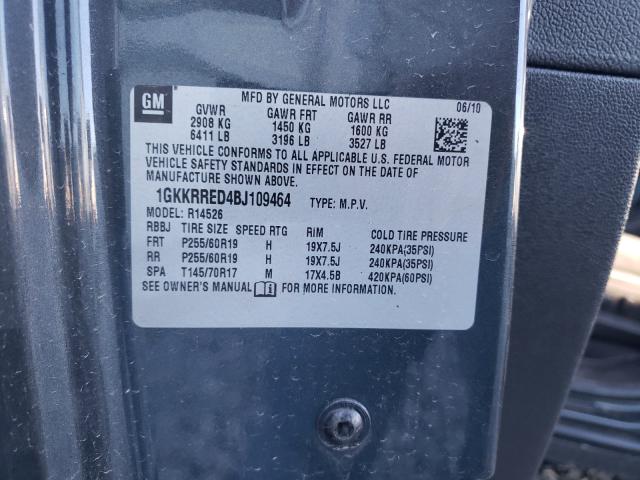 GM
MFD BY GENERAL MOTORS LLC 06/10
GVWR GAWR FRT GAWR RR
2908 KG 1450 KG 1600 KG
6411 LB 3196 LB 3527 LB
THIS VEHICLE CONFORMS TO ALL APPLICABLE U.S. FEDERAL MOTOR
VEHICLE SAFETY STANDARDS IN EFFECT ON THE DATE OF
MANUFACTURE SHOWN ABOVE.
1GKKRRED4BJ109464 TYPE: M.P.V.
MODEL: R14526
RBBJ TIRE SIZE SPEED RTG RIM COLD TIRE PRESSURE
FRT P255/60R19 H 19X7.5J 240KPA(35PSI)
RR P255/60R19 H 19X7.5J 240KPA(35PSI)
SPA T145/70R17 M 17X4.5B 420KPA(60PSI)
SEE OWNER'S MANUAL FOR MORE INFORMATION.